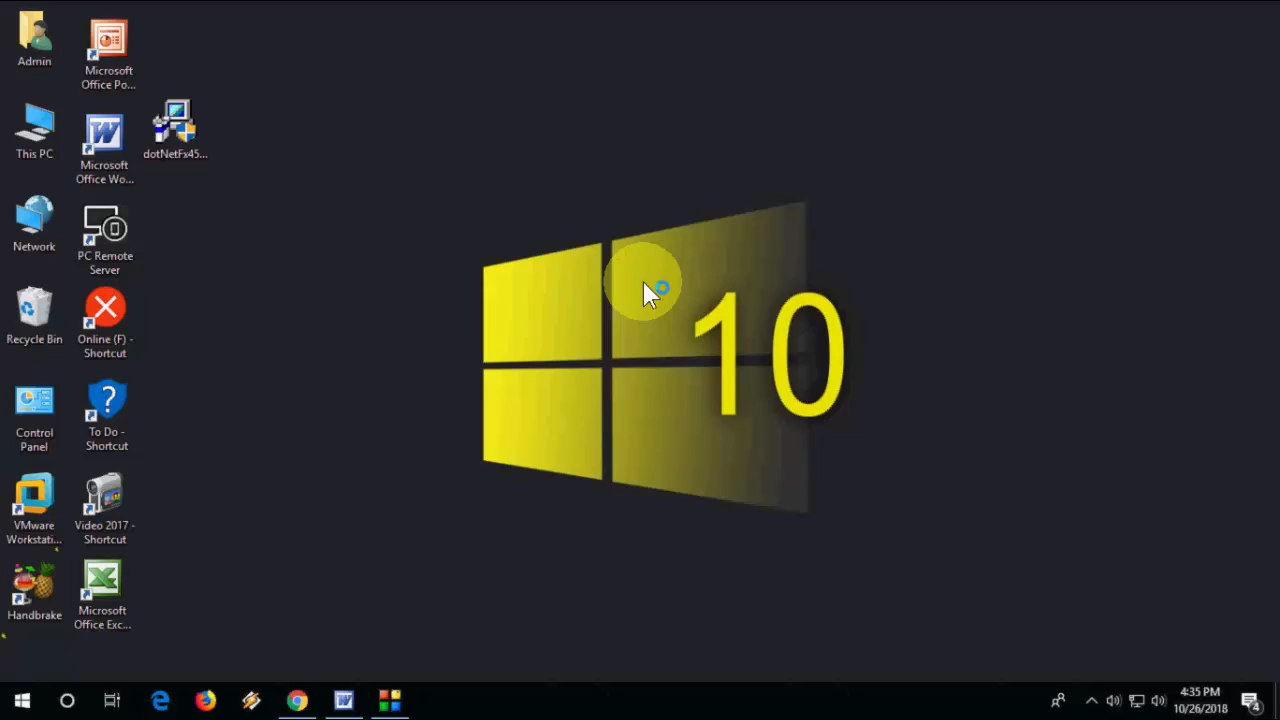 Admin
Microsoft
Office Po...
This PC
Microsoft
Office Wo...
dotNetFx45...
Network
PC Remote
Server
Recycle Bin
Online (F) -
Shortcut
Control
Panel
To Do -
Shortcut
VMware
Workstati...
Video 2017 -
Shortcut
Handbrake
Microsoft
Office Exc...
10
4:35 PM
10/26/2018
4